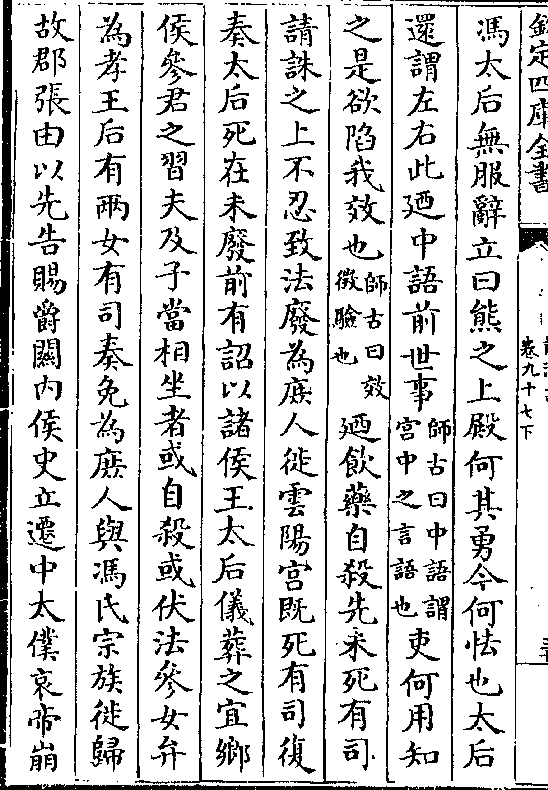 欽定四庫全書
卷九十七下
馮太后無服辭立曰熊之上殿何其勇今何怯也太后
還謂左右此廼中語前世事師古曰中語謂宮中之言語也吏何用知
之是欲陷我效也師古曰效徵驗也廼飲藥自殺先未死有司
請誅之上不忍致法廢為庶人徙雲陽宮既死有司復
奏太后死在未廢前有詔以諸侯王太后儀葬之宜鄉
侯參君之習夫及子當相坐者或自殺或伏法參女弁
為孝王后有兩女有司奏免為庶人與馮氏宗族徙歸
故郡張由以先告賜爵關内侯史立遷中太僕哀帝崩